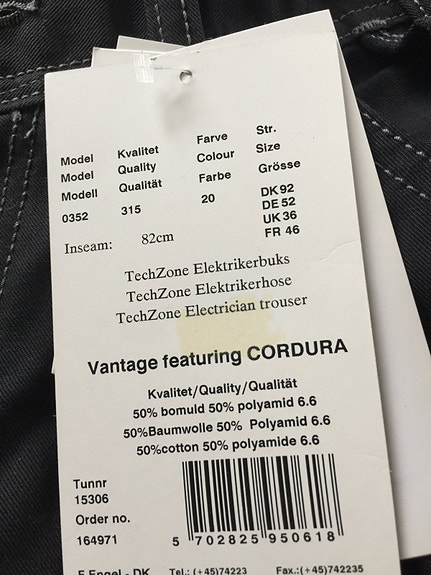 Model Kvalitet Farve Str.
Model Quality Colour Size
Modell Qualität Farbe Grösse
0352 315 20 DK 92
DE 52
UK 36
FR 46
Inseam: 82cm
TechZone Elektrikerbuks
TechZone Elektrikerhose
TechZone Electrician trouser
Vantage featuring CORDURA
Kvalitet/Quality/Qualität
50% bomuld 50% polyamid 6.6
50%Baumwolle 50% Polyamid 6.6
50%cotton 50% polyamide 6.6
Tunnr
15306
Order no.
164971
5 702825 950618
F.Engel - DK Tel.: (+45)74223 Fax.:(+45)742235